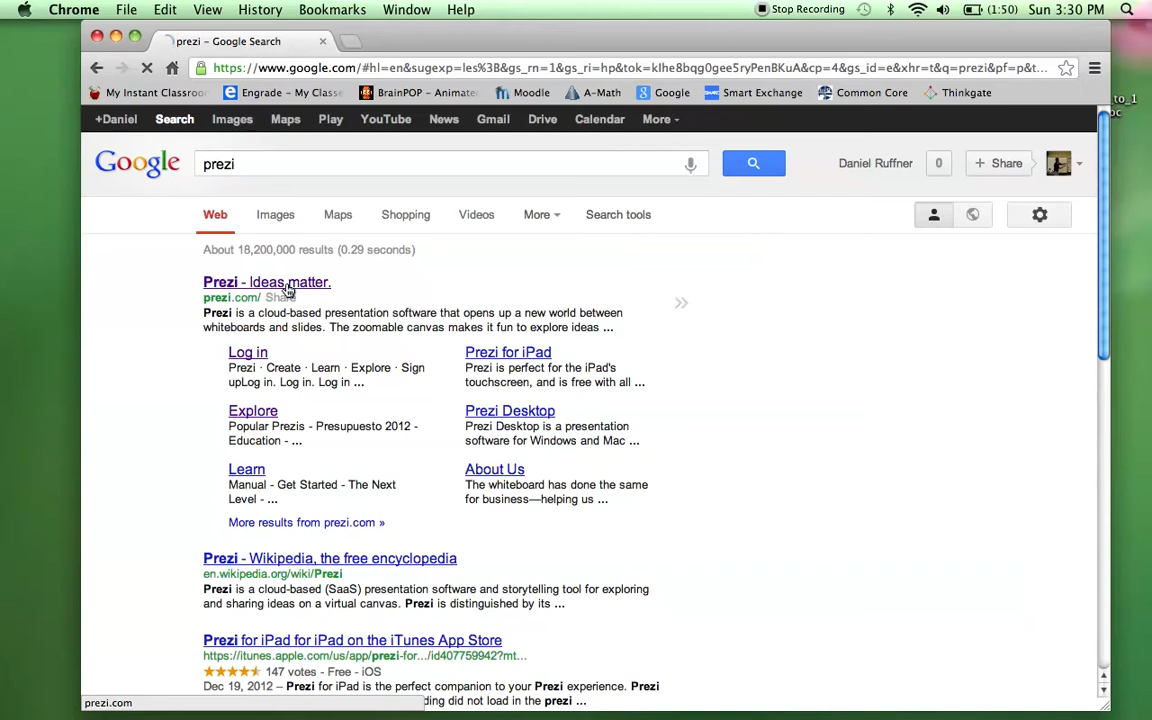 Chrome File Edit View History Bookmarks Window Help Stop Recording (1:50) Sun 3:30 PM
prezi – Google Search
https://www.google.com/#hl=en&sugexp=les%3B&gs_rn=1&gs_ri=hp&tok=kIhe8bqg0gee5ryPenBKuA&cp=4&gs_id=e&xhr=t&q=prezi&pf=p&t...
My Instant Classroo Engrade - My Classe BrainPOP - Animate Moodle A-Math Google Smart Exchange Common Core Thinkgate
to_1
oc
+Daniel Search Images Maps Play YouTube News Gmail Drive Calendar More
Google prezi Daniel Ruffner 0 + Share
Web Images Maps Shopping Videos More Search tools
About 18,200,000 results (0.29 seconds)
Prezi - Ideas matter.
prezi.com/ Share
Prezi is a cloud-based presentation software that opens up a new world between
whiteboards and slides. The zoomable canvas makes it fun to explore ideas ...
Log in
Prezi · Create · Learn · Explore · Sign
upLog in. Log in. Log in ...
Prezi for iPad
Prezi is perfect for the iPad's
touchscreen, and is free with all ...
Explore
Popular Prezis - Presupuesto 2012 -
Education - ...
Prezi Desktop
Prezi Desktop is a presentation
software for Windows and Mac ...
Learn
Manual - Get Started - The Next
Level - ...
About Us
The whiteboard has done the same
for business—helping us ...
More results from prezi.com »
Prezi - Wikipedia, the free encyclopedia
en.wikipedia.org/wiki/Prezi
Prezi is a cloud-based (SaaS) presentation software and storytelling tool for exploring
and sharing ideas on a virtual canvas. Prezi is distinguished by its ...
Prezi for iPad for iPad on the iTunes App Store
https://itunes.apple.com/us/app/prezi-for.../id407759942?mt...
147 votes - Free - iOS
Dec 19, 2012 – Prezi for iPad is the perfect companion to your Prezi experience. Prezi
ding did not load in the prezi ...
prezi.com